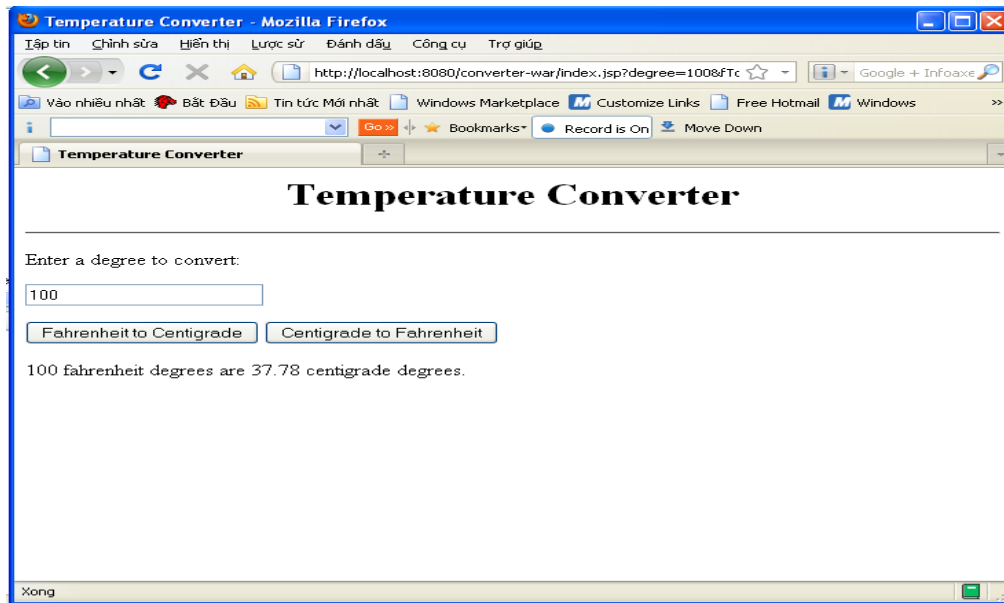 Temperature Converter - Mozilla Firefox
Tập tin Chỉnh sửa Hiển thị Lược sử Đánh dấu Công cụ Trợ giúp
http://localhost:8080/converter-war/index.jsp?degree=100&fTc Google + Infoaxe
Vào nhiều nhất Bắt Đầu Tin tức Mới nhất Windows Marketplace Customize Links Free Hotmail Windows »
Go » Bookmarks Record is On Move Down
Temperature Converter
Temperature Converter
Enter a degree to convert:
100
Fahrenheit to Centigrade Centigrade to Fahrenheit
100 fahrenheit degrees are 37.78 centigrade degrees.
Xong